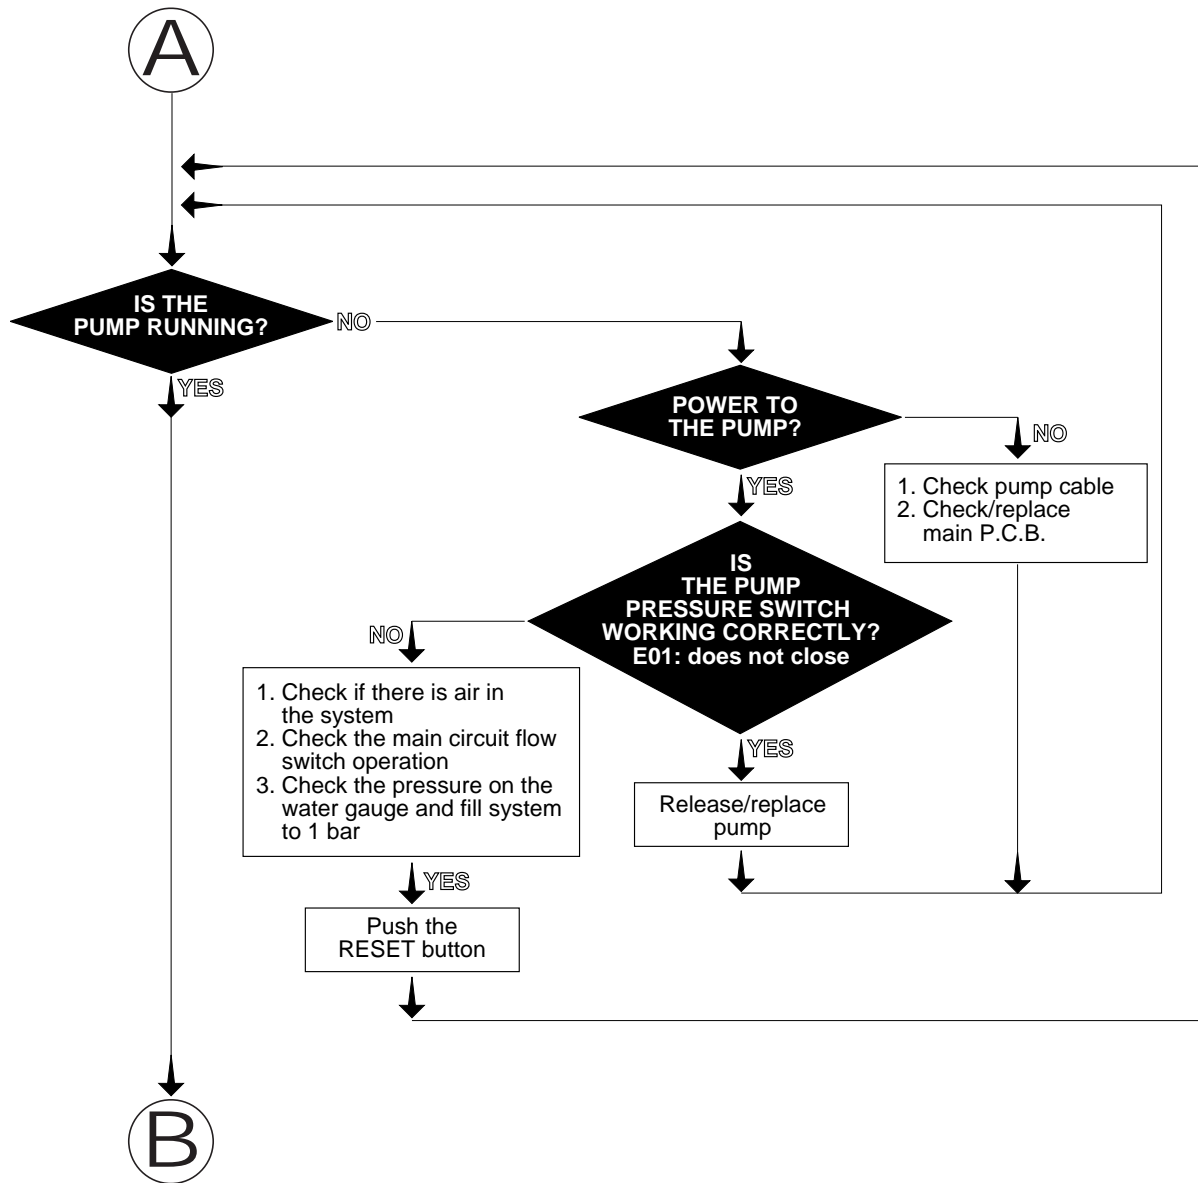 A
IS THE
PUMP RUNNING?
NO
YES
POWER TO
THE PUMP?
NO
YES
1. Check pump cable
2. Check/replace
main P.C.B.
IS
THE PUMP
PRESSURE SWITCH
WORKING CORRECTLY?
E01: does not close
NO
1. Check if there is air in
the system
2. Check the main circuit flow
switch operation
3. Check the pressure on the
water gauge and fill system
to 1 bar
YES
Release/replace
pump
YES
Push the
RESET button
B